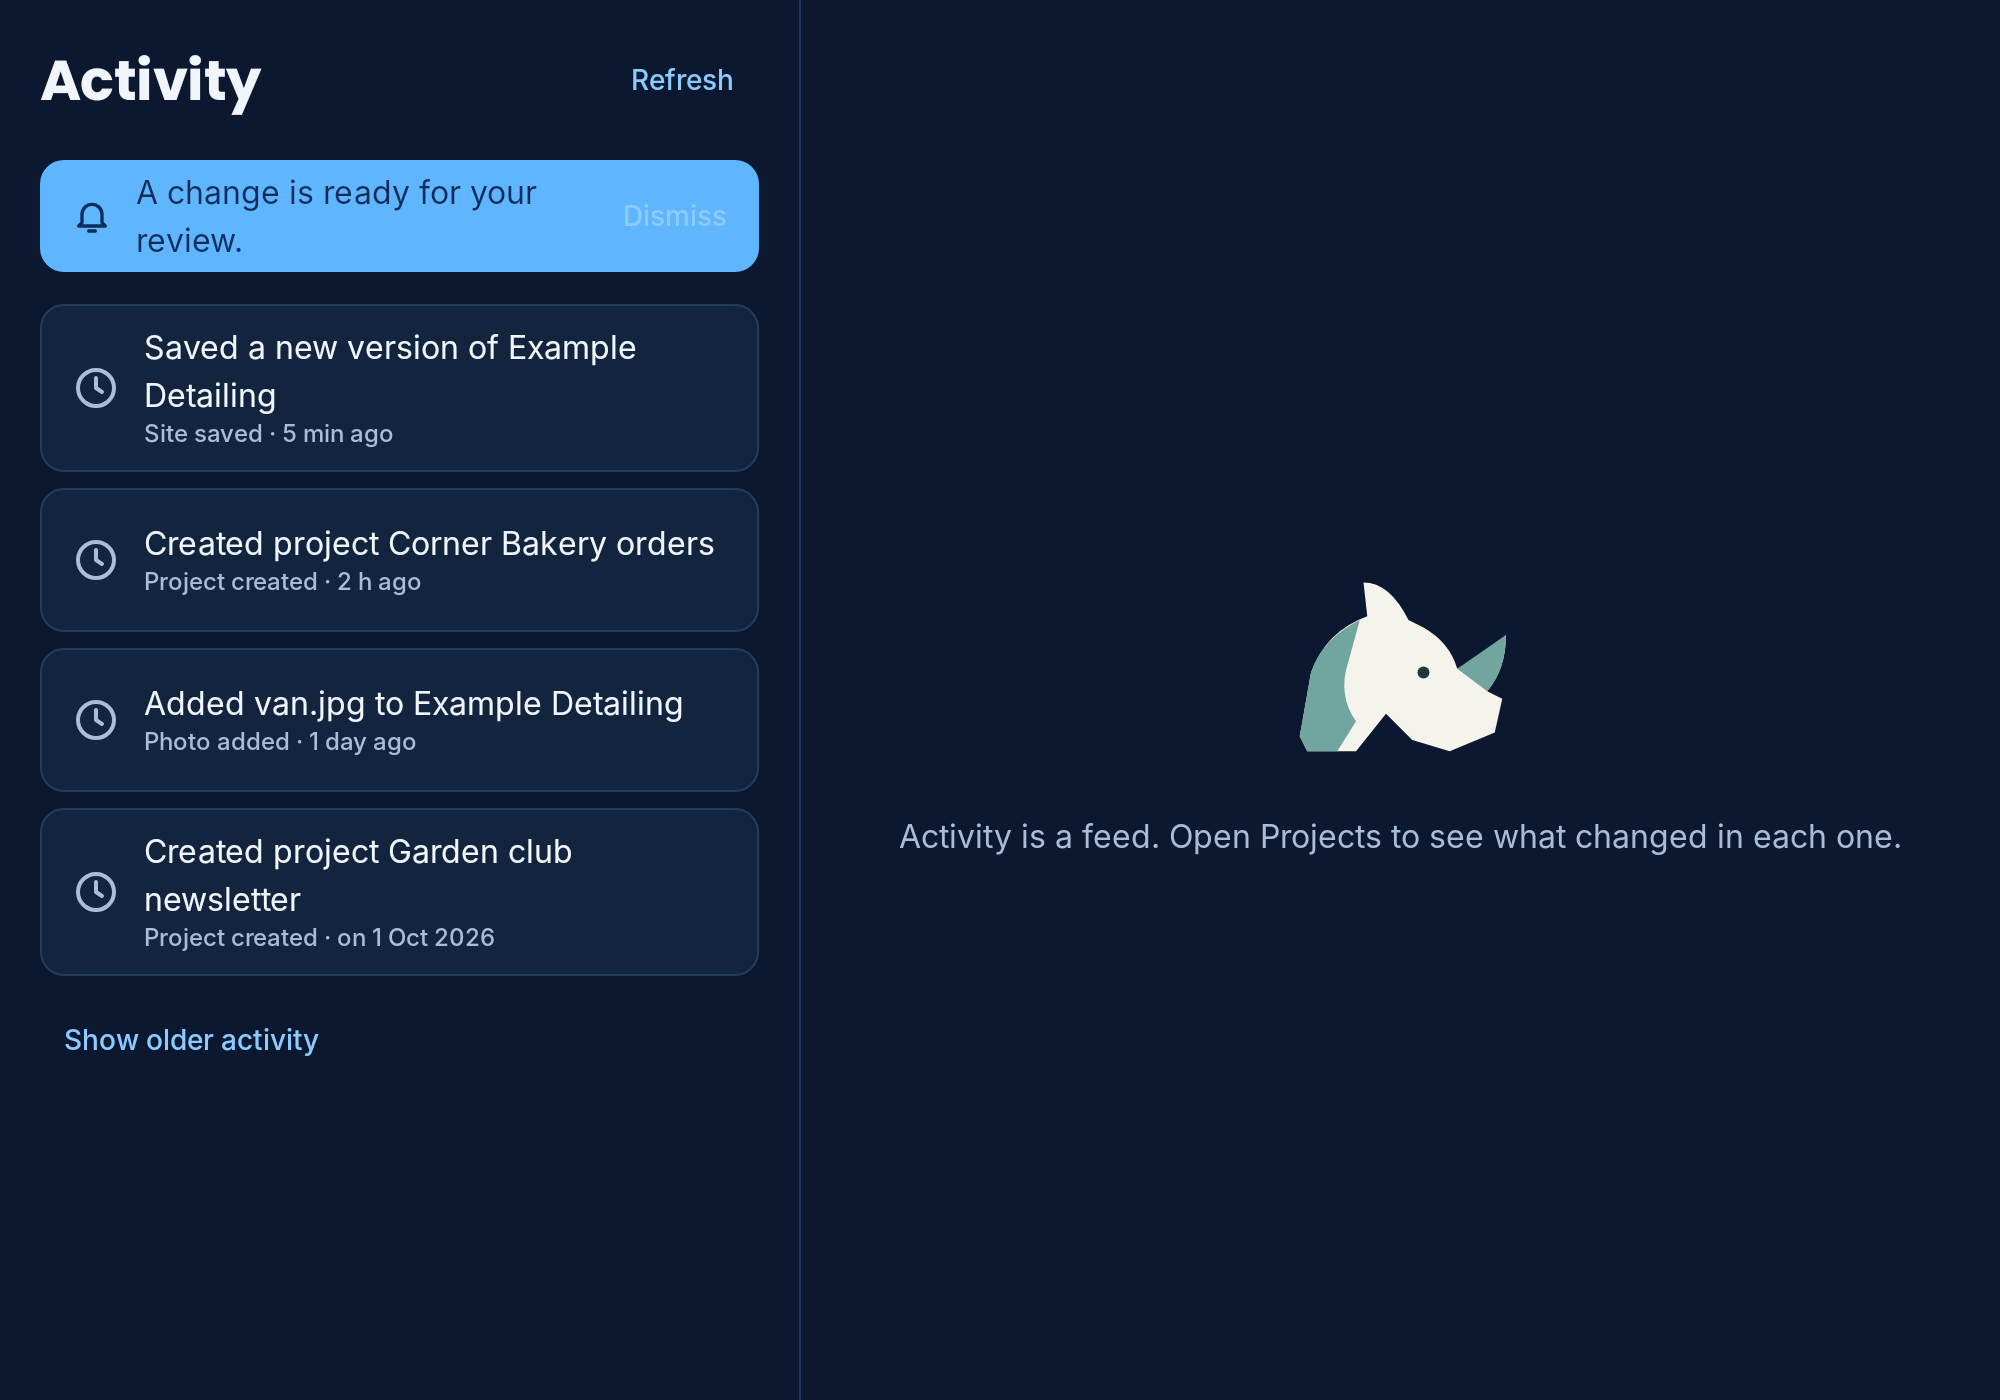 Activity
Refresh
A change is ready for your
review.
Dismiss
Saved a new version of Example
Detailing
Site saved · 5 min ago
Created project Corner Bakery orders
Project created · 2 h ago
Added van.jpg to Example Detailing
Photo added · 1 day ago
Created project Garden club
newsletter
Project created · on 1 Oct 2026
Show older activity
Activity is a feed. Open Projects to see what changed in each one.